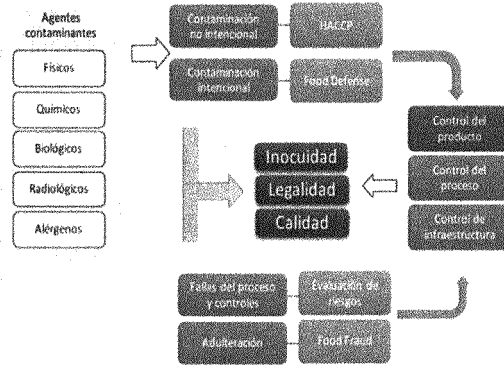 Agentes
contaminantes
Físicos
Químicos
Biológicos
Radiológicos
Alérgenos
Contaminación
no intencional
HACCP
Contaminación
intencional
Food Defense
Inocuidad
Legalidad
Calidad
Control del
producto
Control del
proceso
Control de
infraestructura
Fallas del proceso
y controles
Evaluación de
riesgos
Adulteración
Food Fraud